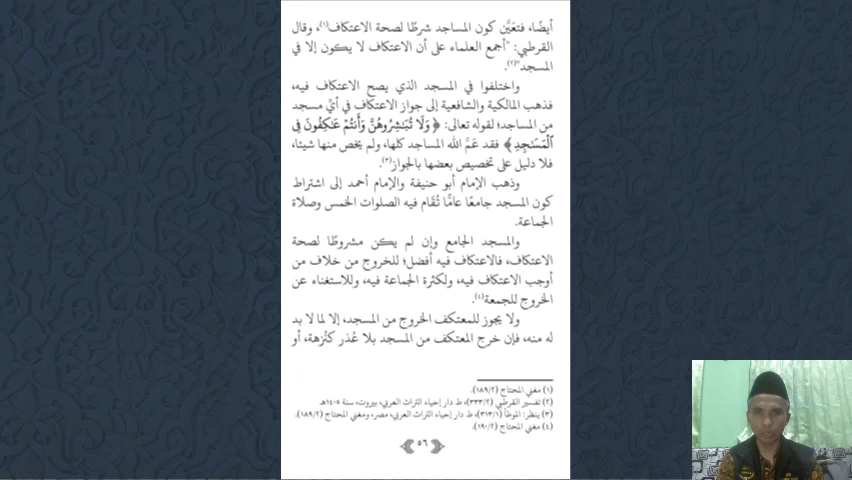 أيضًا، فتعيَّن كون المساجد شرطًا لصحة الاعتكاف(١)، وقال
القرطبي: "أجمع العلماء على أن الاعتكاف لا يكون إلا في
المسجد"(٢).
واختلفوا في المسجد الذي يصح الاعتكاف فيه،
فذهب المالكية والشافعية إلى جواز الاعتكاف في أيِّ مسجد
من المساجد؛ لقوله تعالى: ﴿وَلَا تُبَٰشِرُوهُنَّ وَأَنتُمْ عَٰكِفُونَ فِى
ٱلْمَسَٰجِدِ﴾ فقد عَمَّ الله المساجد كلها، ولم يخص منها شيئا،
فلا دليل على تخصيص بعضها بالجواز(٣).
وذهب الإمام أبو حنيفة والإمام أحمد إلى اشتراط
كون المسجد جامعًا عامًّا تُقَام فيه الصلوات الخمس وصلاة
الجماعة.
والمسجد الجامع وإن لم يكن مشروطًا لصحة
الاعتكاف، فالاعتكاف فيه أفضل؛ للخروج من خلاف من
أوجب الاعتكاف فيه، ولكثرة الجماعة فيه، وللاستغناء عن
الخروج للجمعة(٤).
ولا يجوز للمعتكف الخروج من المسجد، إلا لما لا بد
له منه، فإن خرج المعتكف من المسجد بلا عُذر كنُزهة، أو
(١) مغني المحتاج (١٨٩/٢).
(٢) تفسير القرطبي (٣٣٣/٢)، ط دار إحياء التراث العربي، بيروت، سنة ١٤٠٥هـ
(٣) ينظر: الموطأ (٣١٣/١)، ط دار إحياء التراث العربي، مصر، ومغني المحتاج (١٨٩/٢).
(٤) مغني المحتاج (١٩٠/٢).
٥٦